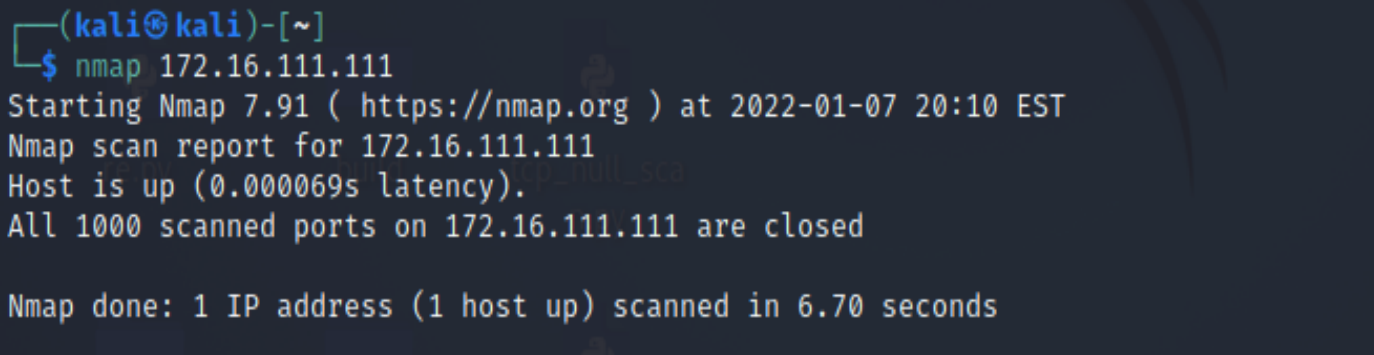 ┌──(kali㉿kali)-[~]
└─$ nmap 172.16.111.111
Starting Nmap 7.91 ( https://nmap.org ) at 2022-01-07 20:10 EST
Nmap scan report for 172.16.111.111
Host is up (0.000069s latency).
All 1000 scanned ports on 172.16.111.111 are closed

Nmap done: 1 IP address (1 host up) scanned in 6.70 seconds